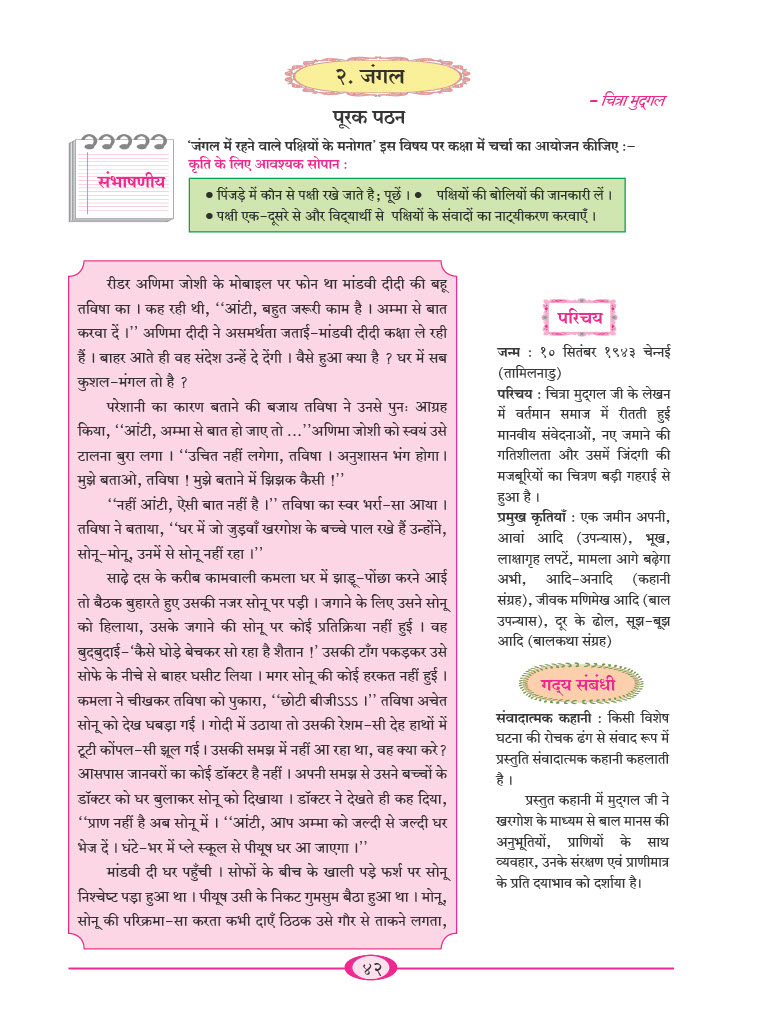 २. जंगल
– चित्रा मुद्गल
पूरक पठन
संभाषणीय
‘जंगल में रहने वाले पक्षियों के मनोगत’ इस विषय पर कक्षा में चर्चा का आयोजन कीजिए :–
कृति के लिए आवश्यक सोपान :
● पिंजड़े में कौन से पक्षी रखे जाते है; पूछें । ● पक्षियों की बोलियों की जानकारी लें ।
● पक्षी एक-दूसरे से और विद्यार्थी से पक्षियों के संवादों का नाट्यीकरण करवाएँ ।
रीडर अणिमा जोशी के मोबाइल पर फोन था मांडवी दीदी की बहू
तविषा का । कह रही थी, ‘‘आंटी, बहुत जरूरी काम है । अम्मा से बात
करवा दें ।’’ अणिमा दीदी ने असमर्थता जताई-मांडवी दीदी कक्षा ले रही
हैं । बाहर आते ही वह संदेश उन्हें दे देंगी । वैसे हुआ क्या है ? घर में सब
कुशल-मंगल तो है ?
परेशानी का कारण बताने की बजाय तविषा ने उनसे पुनः आग्रह
किया, ‘‘आंटी, अम्मा से बात हो जाए तो ...’’अणिमा जोशी को स्वयं उसे
टालना बुरा लगा । ‘‘उचित नहीं लगेगा, तविषा । अनुशासन भंग होगा।
मुझे बताओ, तविषा ! मुझे बताने में झिझक कैसी !’’
‘‘नहीं आंटी, ऐसी बात नहीं है ।’’ तविषा का स्वर भर्रा-सा आया ।
तविषा ने बताया, ‘‘घर में जो जुड़वाँ खरगोश के बच्चे पाल रखे हैं उन्होंने,
सोनू-मोनू, उनमें से सोनू नहीं रहा ।’’
साढ़े दस के करीब कामवाली कमला घर में झाड़ू-पोंछा करने आई
तो बैठक बुहारते हुए उसकी नजर सोनू पर पड़ी । जगाने के लिए उसने सोनू
को हिलाया, उसके जगाने की सोनू पर कोई प्रतिक्रिया नहीं हुई । वह
बुदबुदाई-‘कैसे घोड़े बेचकर सो रहा है शैतान !’ उसकी टाँग पकड़कर उसे
सोफे के नीचे से बाहर घसीट लिया । मगर सोनू की कोई हरकत नहीं हुई ।
कमला ने चीखकर तविषा को पुकारा, ‘‘छोटी बीजीऽऽऽ ।’’ तविषा अचेत
सोनू को देख घबड़ा गई । गोदी में उठाया तो उसकी रेशम-सी देह हाथों में
टूटी कोंपल-सी झूल गई। उसकी समझ में नहीं आ रहा था, वह क्या करे?
आसपास जानवरों का कोई डॉक्टर है नहीं । अपनी समझ से उसने बच्चों के
डॉक्टर को घर बुलाकर सोनू को दिखाया । डॉक्टर ने देखते ही कह दिया,
‘‘प्राण नहीं है अब सोनू में । ‘‘आंटी, आप अम्मा को जल्दी से जल्दी घर
भेज दें । घंटे-भर में प्ले स्कूल से पीयूष घर आ जाएगा ।’’
मांडवी दी घर पहुँची । सोफों के बीच के खाली पड़े फर्श पर सोनू
निश्चेष्ट पड़ा हुआ था । पीयूष उसी के निकट गुमसुम बैठा हुआ था । मोनू,
सोनू की परिक्रमा-सा करता कभी दाएँ ठिठक उसे गौर से ताकने लगता,
परिचय
जन्म : १० सितंबर १९४३ चेन्नई
(तामिलनाडु)
परिचय : चित्रा मुद्गल जी के लेखन
में वर्तमान समाज में रीतती हुई
मानवीय संवेदनाओं, नए जमाने की
गतिशीलता और उसमें जिंदगी की
मजबूरियों का चित्रण बड़ी गहराई से
हुआ है ।
प्रमुख कृतियाँ : एक जमीन अपनी,
आवां आदि (उपन्यास), भूख,
लाक्षागृह लपटें, मामला आगे बढ़ेगा
अभी, आदि-अनादि (कहानी
संग्रह), जीवक मणिमेख आदि (बाल
उपन्यास), दूर के ढोल, सूझ-बूझ
आदि (बालकथा संग्रह)
गद्य संबंधी
संवादात्मक कहानी : किसी विशेष
घटना की रोचक ढंग से संवाद रूप में
प्रस्तुति संवादात्मक कहानी कहलाती
है ।
प्रस्तुत कहानी में मुद्गल जी ने
खरगोश के माध्यम से बाल मानस की
अनुभूतियों, प्राणियों के साथ
व्यवहार, उनके संरक्षण एवं प्राणीमात्र
के प्रति दयाभाव को दर्शाया है।
४२